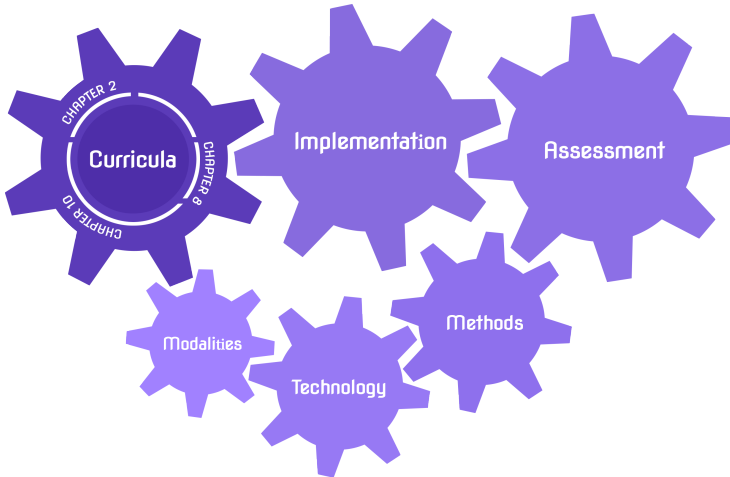 CHAPTER 2
CHAPTER 8
CHAPTER 10
Curricula
Implementation
Assessment
Modalities
Technology
Methods